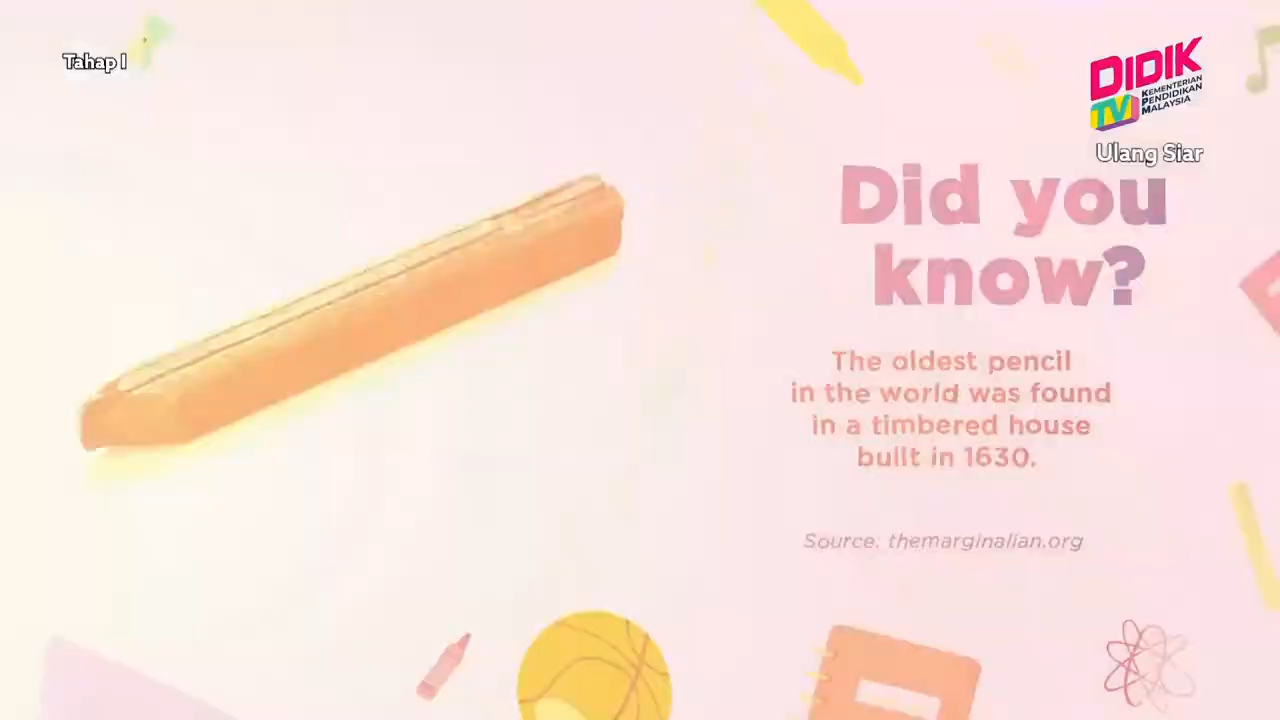 Tahap I
DIDIK
TV
KEMENTERIAN
PENDIDIKAN
MALAYSIA
Ulang Siar
Did you
know?
The oldest pencil
in the world was found
in a timbered house
built in 1630.
Source: themarginalian.org